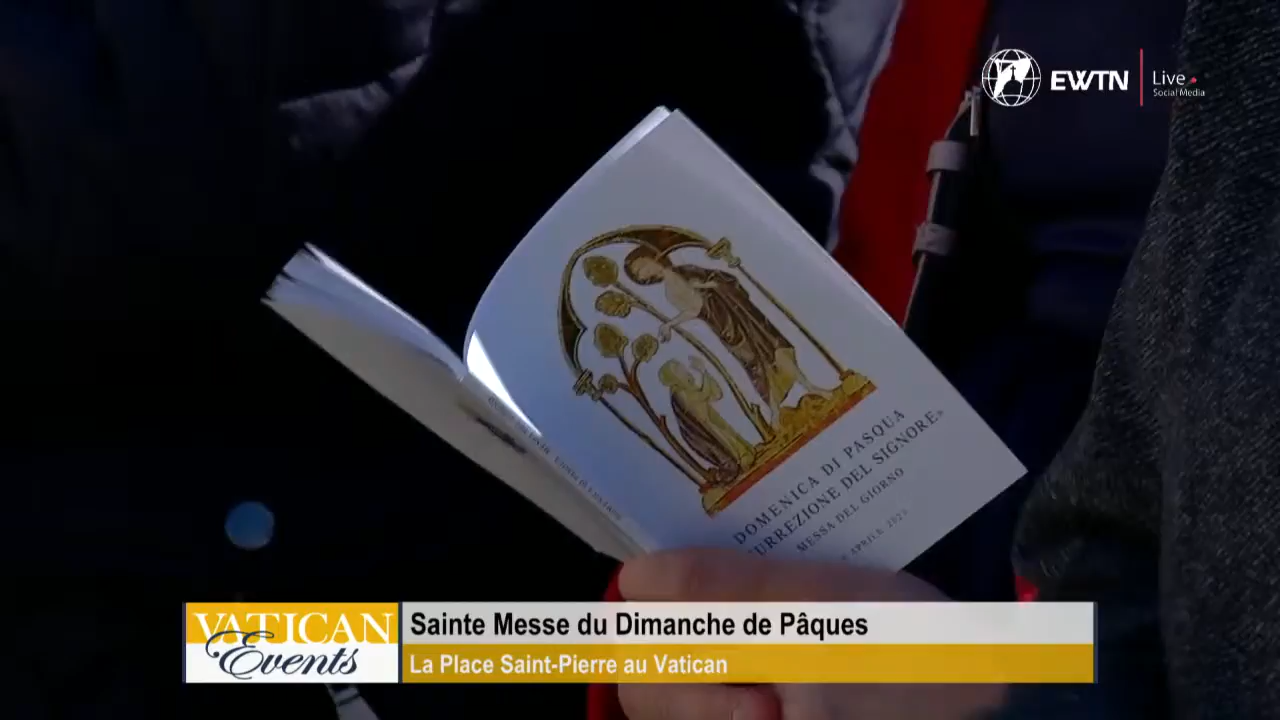 EWTN
Live
Social Media
DOMENICA DI PASQUA
URREZIONE DEL SIGNORE»
MESSA DEL GIORNO
APRILE
VATICAN
Events
Sainte Messe du Dimanche de Pâques
La Place Saint-Pierre au Vatican